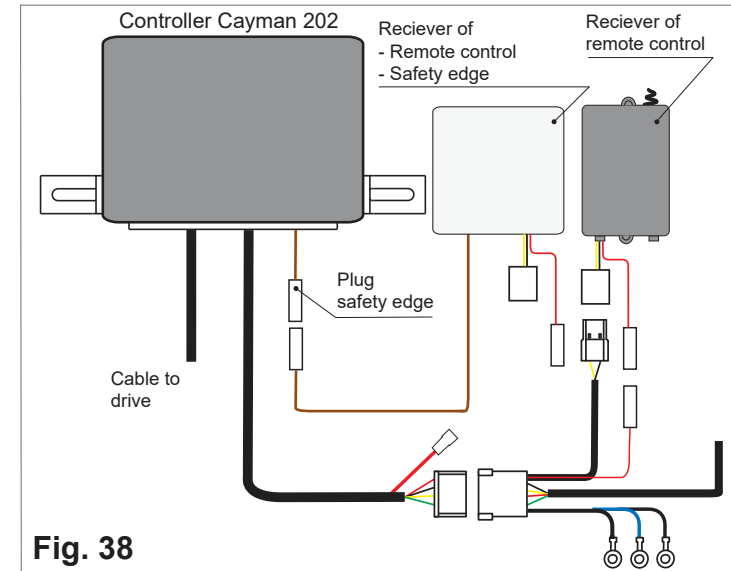 Controller Cayman 202
Reciever of
- Remote control
- Safety edge
Reciever of
remote control
Plug
safety edge
Cable to
drive
Fig. 38